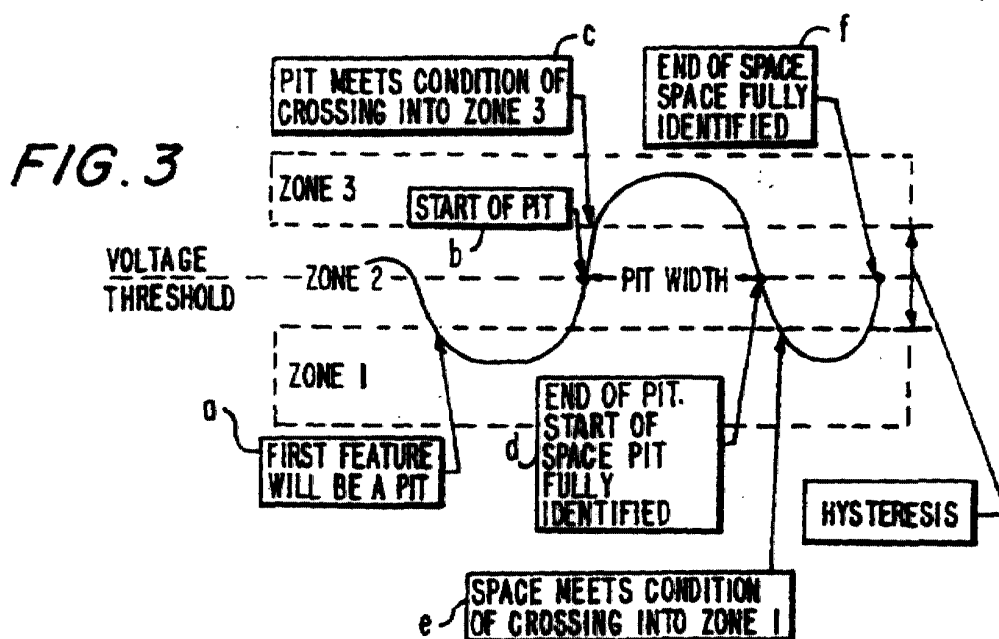 FIG. 3
c
PIT MEETS CONDITION OF
CROSSING INTO ZONE 3
f
END OF SPACE
SPACE FULLY
IDENTIFIED
ZONE 3
START OF PIT
b
VOLTAGE
THRESHOLD
ZONE 2
PIT WIDTH
ZONE 1
a
FIRST FEATURE
WILL BE A PIT
d
END OF PIT.
START OF
SPACE PIT
FULLY
IDENTIFIED
HYSTERESIS
e
SPACE MEETS CONDITION
OF CROSSING INTO ZONE 1